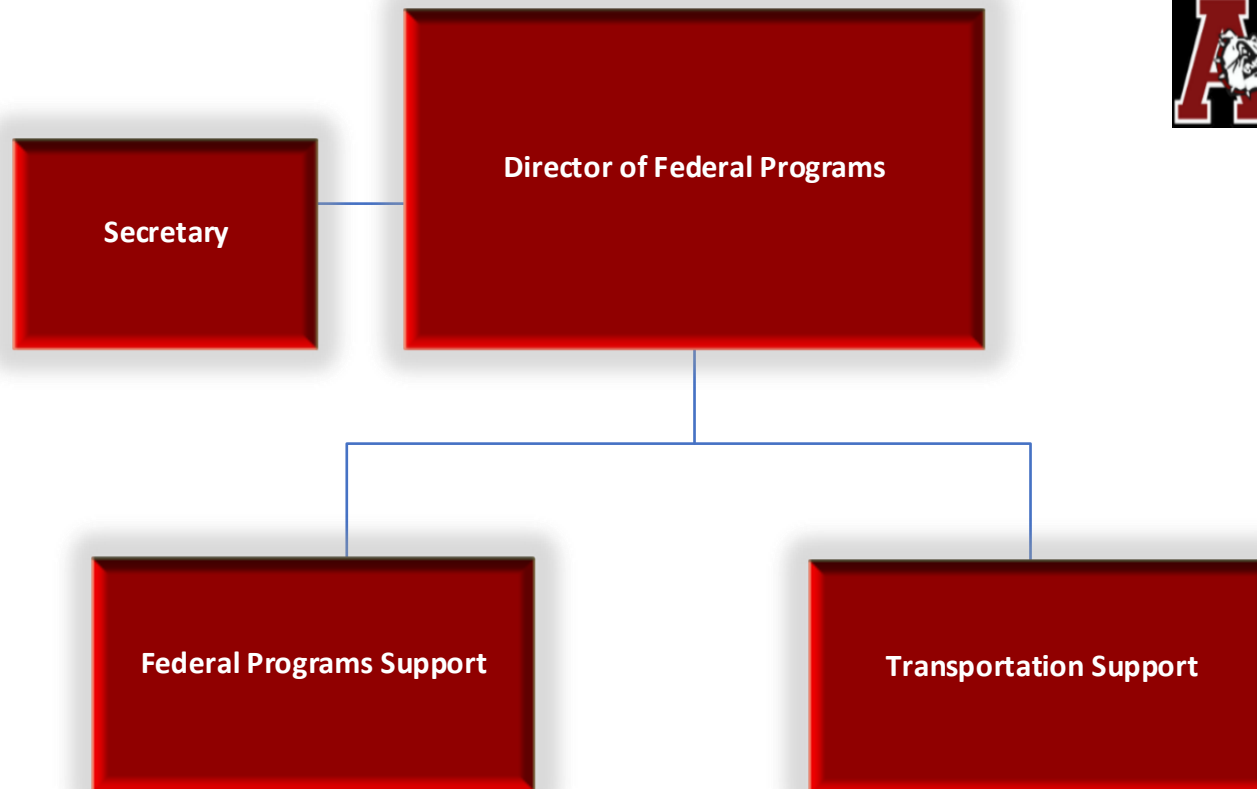 Director of Federal Programs
Secretary
Federal Programs Support
Transportation Support
A